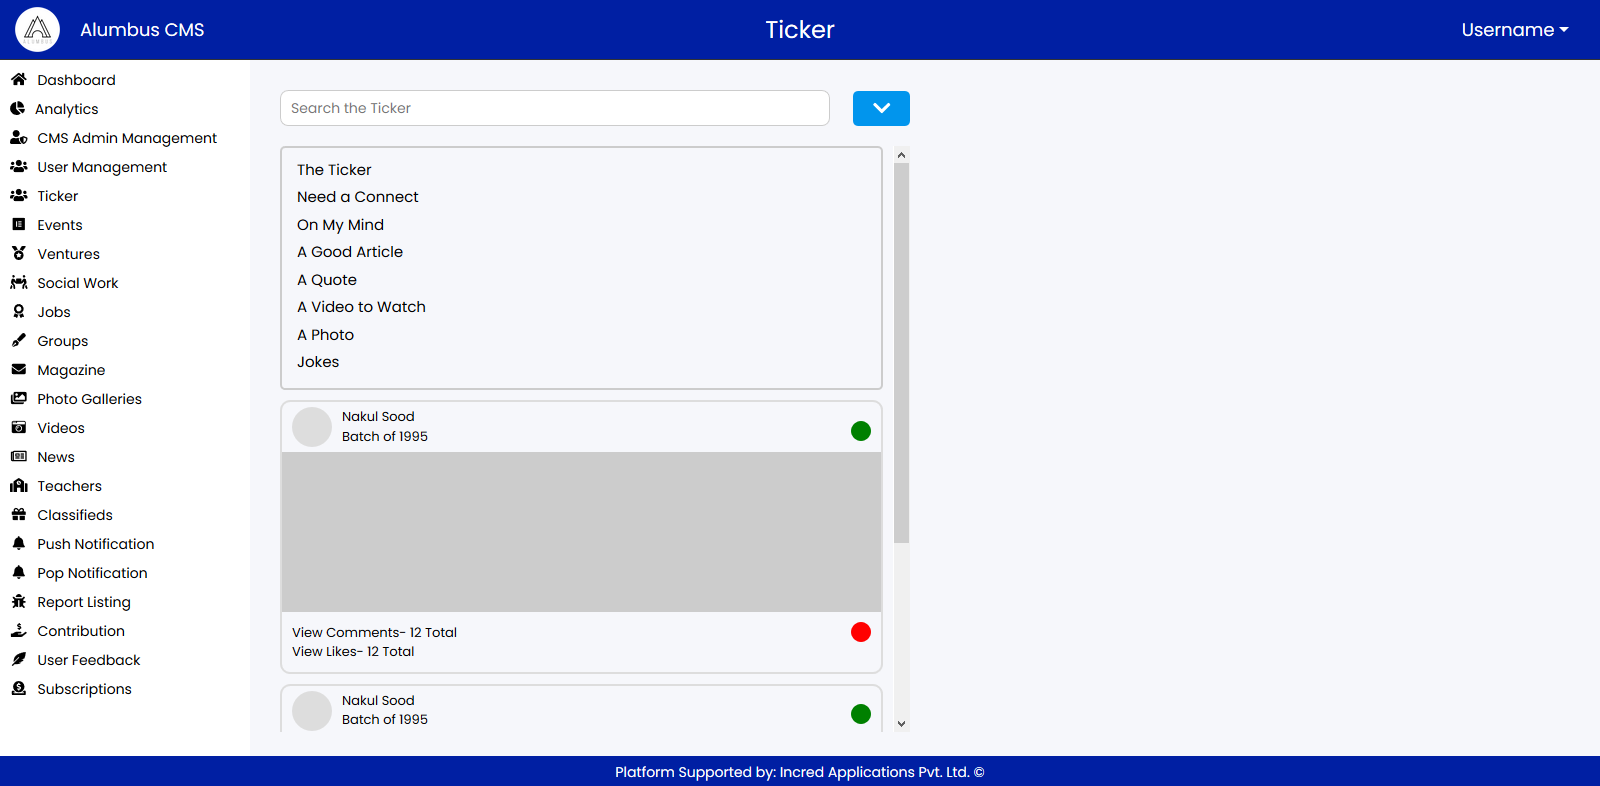 Alumbus CMS
Ticker
Username
Dashboard
Analytics
CMS Admin Management
User Management
Ticker
Events
Ventures
Social Work
Jobs
Groups
Magazine
Photo Galleries
Videos
News
Teachers
Classifieds
Push Notification
Pop Notification
Report Listing
Contribution
User Feedback
Subscriptions
Search the Ticker
The Ticker
Need a Connect
On My Mind
A Good Article
A Quote
A Video to Watch
A Photo
Jokes
Nakul Sood
Batch of 1995
View Comments- 12 Total
View Likes- 12 Total
Nakul Sood
Batch of 1995
Platform Supported by: Incred Applications Pvt. Ltd. ©